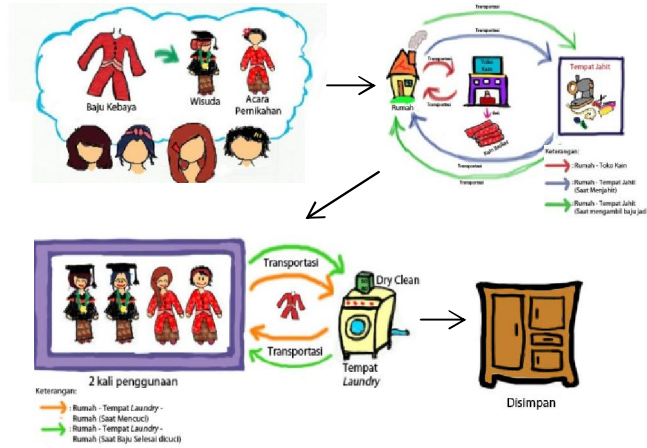 Baju Kebaya
Wisuda
Acara
Pernikahan
Transportasi
Transportasi
Toko
Kain
Transportasi
Rumah
Transportasi
Beli
Kain Brokat
Tempat Jahit
Transportasi
Transportasi
Keterangan:
: Rumah - Toko Kain
: Rumah - Tempat Jahit
(Saat Menjahit)
: Rumah - Tempat Jahit
(Saat mengambil baju jadi
Transportasi
Dry Clean
Transportasi
Tempat
Laundry
2 kali penggunaan
Keterangan:
: Rumah - Tempat Laundry -
Rumah (Saat Mencuci)
: Rumah - Tempat Laundry -
Rumah (Saat Baju Selesai dicuci)
Disimpan